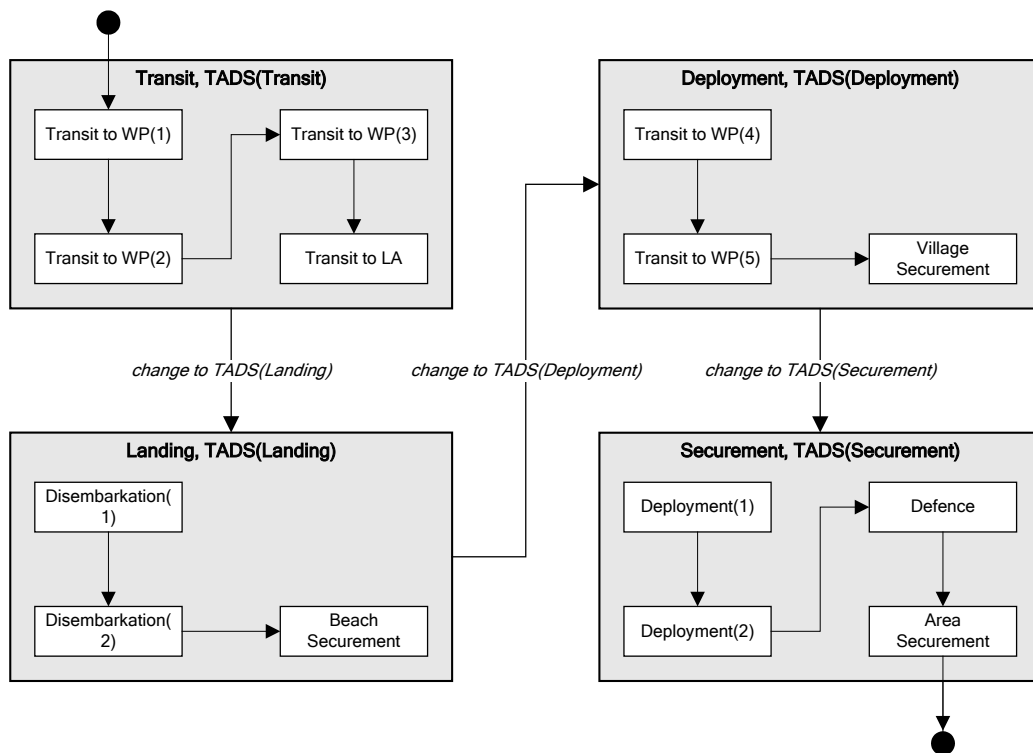 Transit, TADS(Transit)
Transit to WP(1)
Transit to WP(3)
Transit to WP(2)
Transit to LA
change to TADS(Landing)
Landing, TADS(Landing)
Disembarkation(
1)
Disembarkation(
2)
Beach
Securement
change to TADS(Deployment)
Deployment, TADS(Deployment)
Transit to WP(4)
Transit to WP(5)
Village
Securement
change to TADS(Securement)
Securement, TADS(Securement)
Deployment(1)
Defence
Deployment(2)
Area
Securement